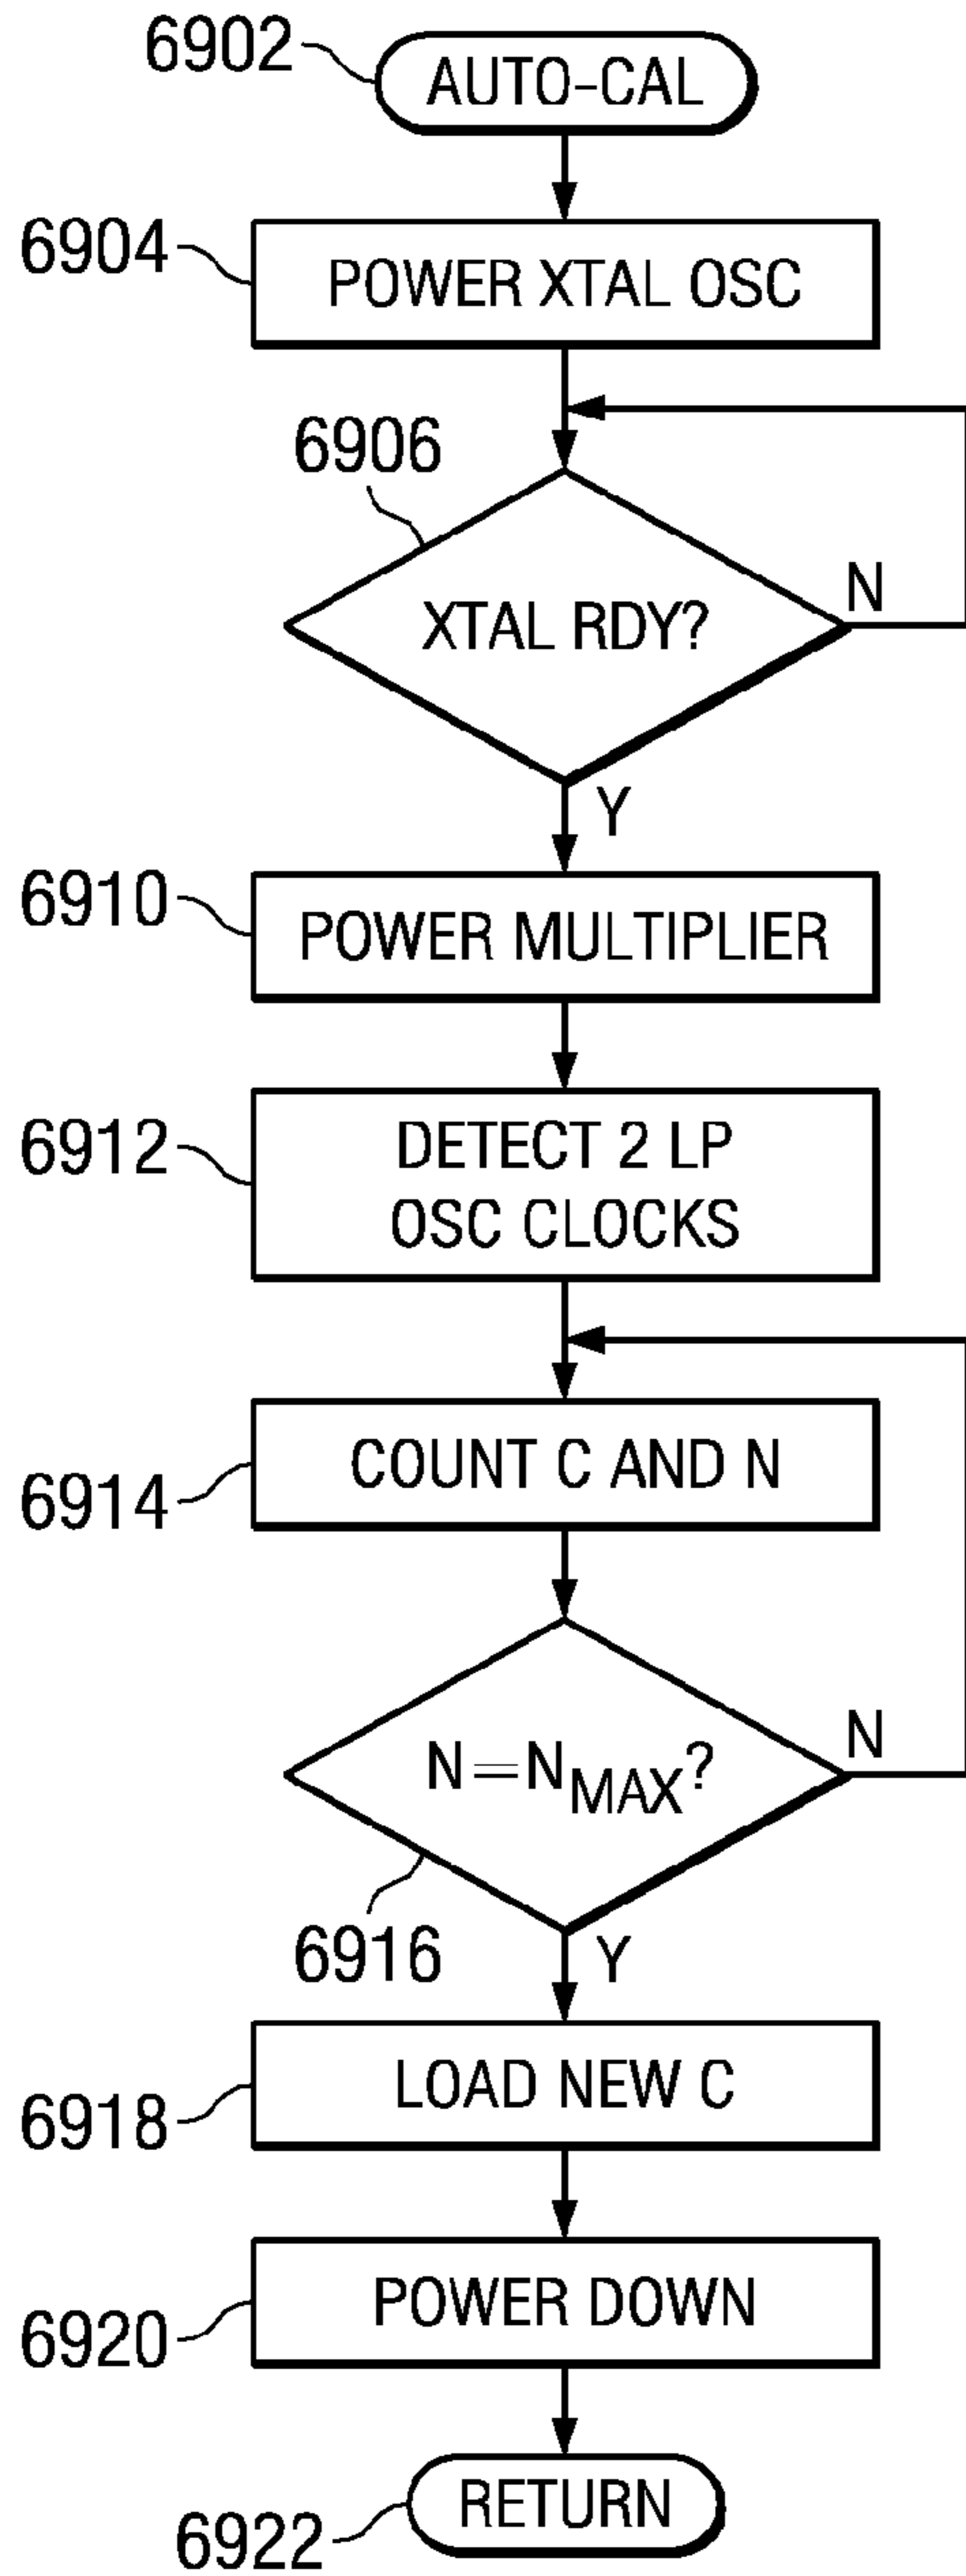 6902
AUTO-CAL
6904
POWER XTAL OSC
6906
XTAL RDY?
N
Y
6910
POWER MULTIPLIER
6912
DETECT 2 LP
OSC CLOCKS
6914
COUNT C AND N
N=NMAX?
N
6916
Y
6918
LOAD NEW C
6920
POWER DOWN
6922
RETURN